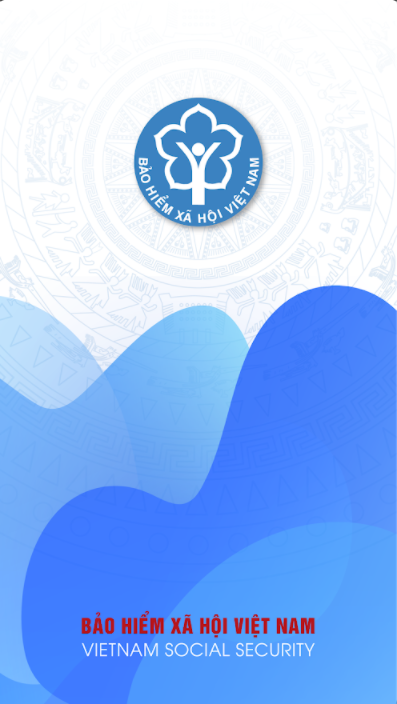 BẢO HIỂM XÃ HỘI VIỆT NAM
BẢO HIỂM XÃ HỘI VIỆT NAM
VIETNAM SOCIAL SECURITY